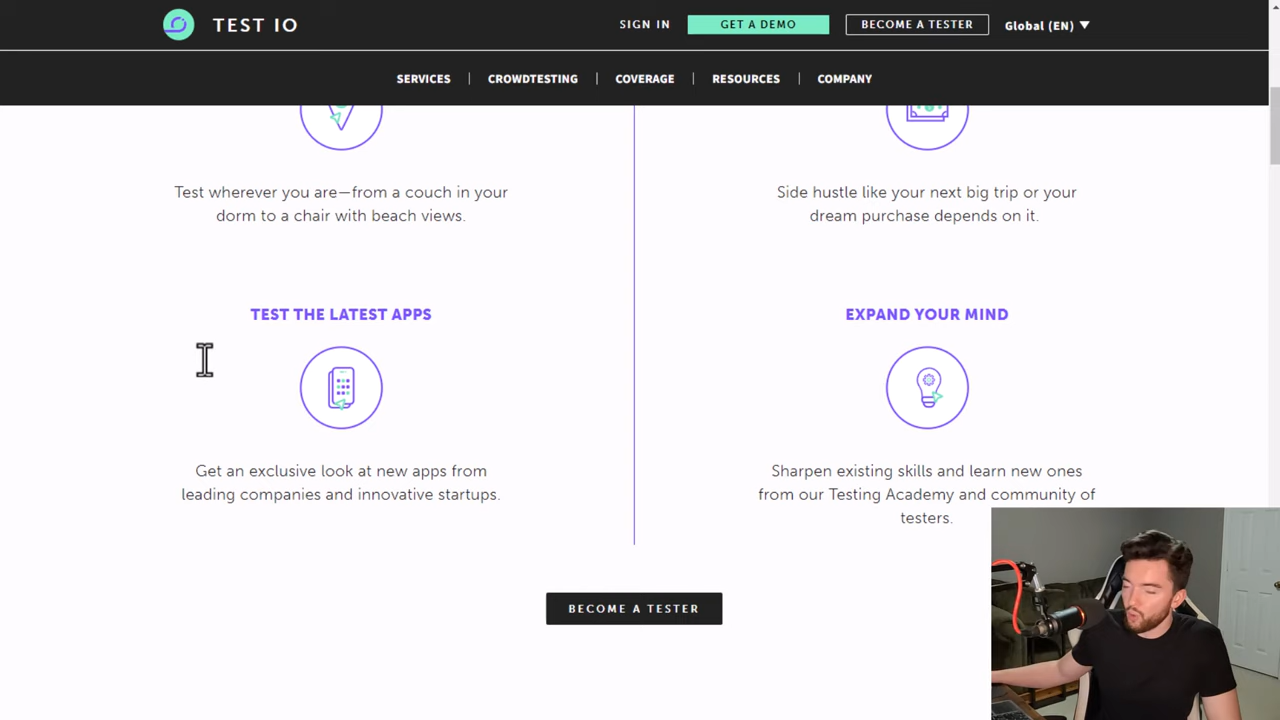 TEST IO
SIGN IN
GET A DEMO
BECOME A TESTER
Global (EN)
SERVICES
CROWDTESTING
COVERAGE
RESOURCES
COMPANY
Test wherever you are—from a couch in your
dorm to a chair with beach views.
Side hustle like your next big trip or your
dream purchase depends on it.
TEST THE LATEST APPS
Get an exclusive look at new apps from
leading companies and innovative startups.
EXPAND YOUR MIND
Sharpen existing skills and learn new ones
from our Testing Academy and community of
testers.
BECOME A TESTER